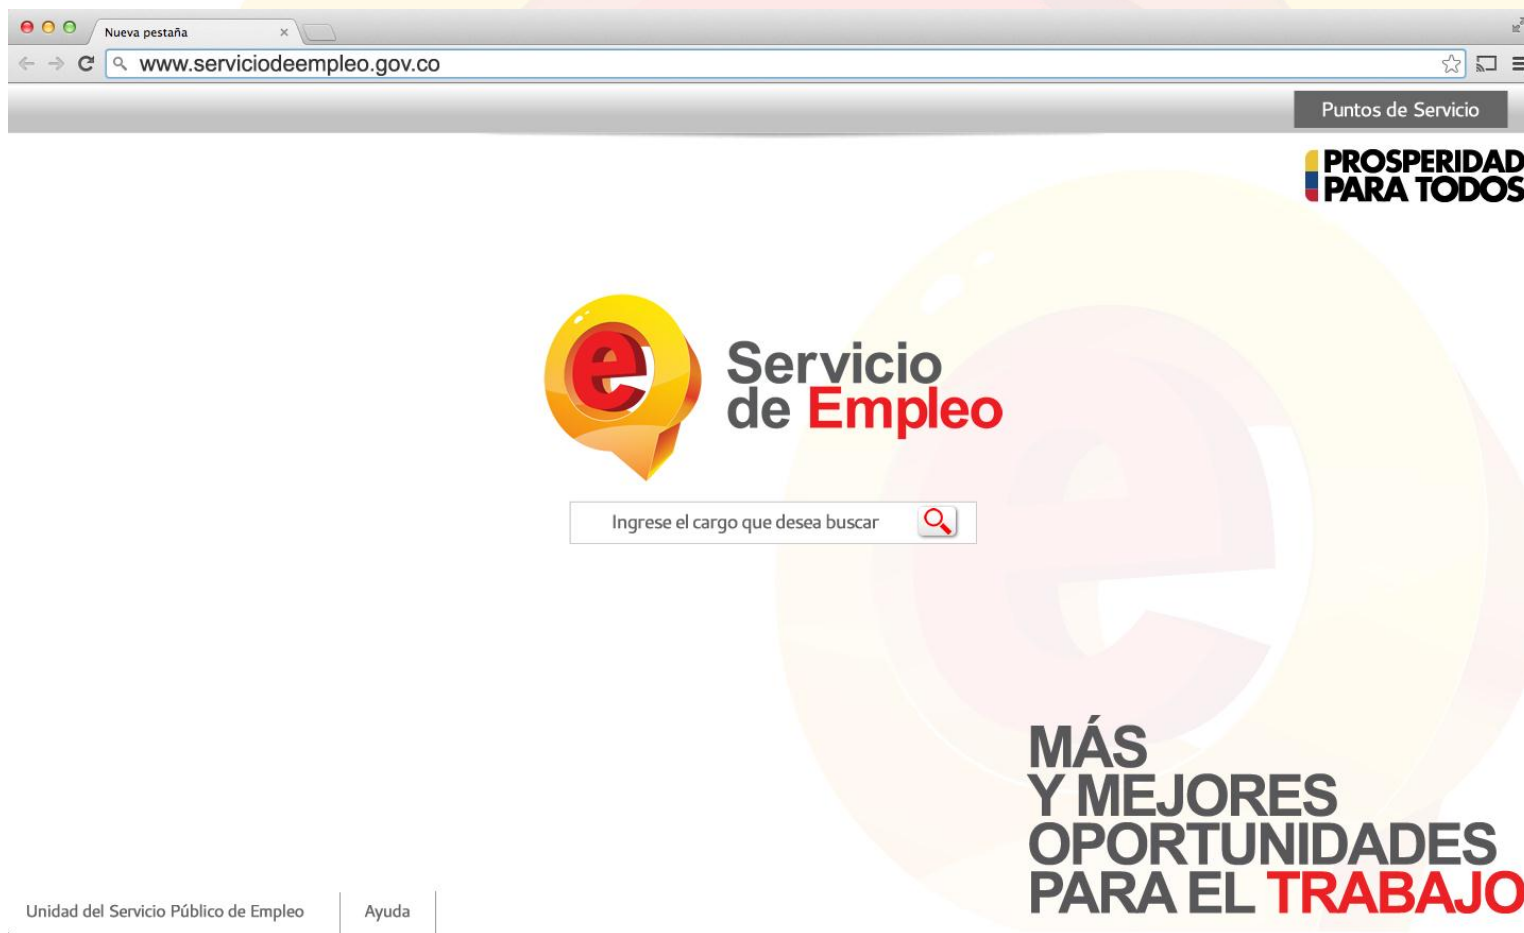 Nueva pestaña
www.serviciodeempleo.gov.co
Puntos de Servicio
PROSPERIDAD
PARA TODOS
e
Servicio
de Empleo
Ingrese el cargo que desea buscar
MÁS
Y MEJORES
OPORTUNIDADES
PARA EL TRABAJO
Unidad del Servicio Público de Empleo
Ayuda